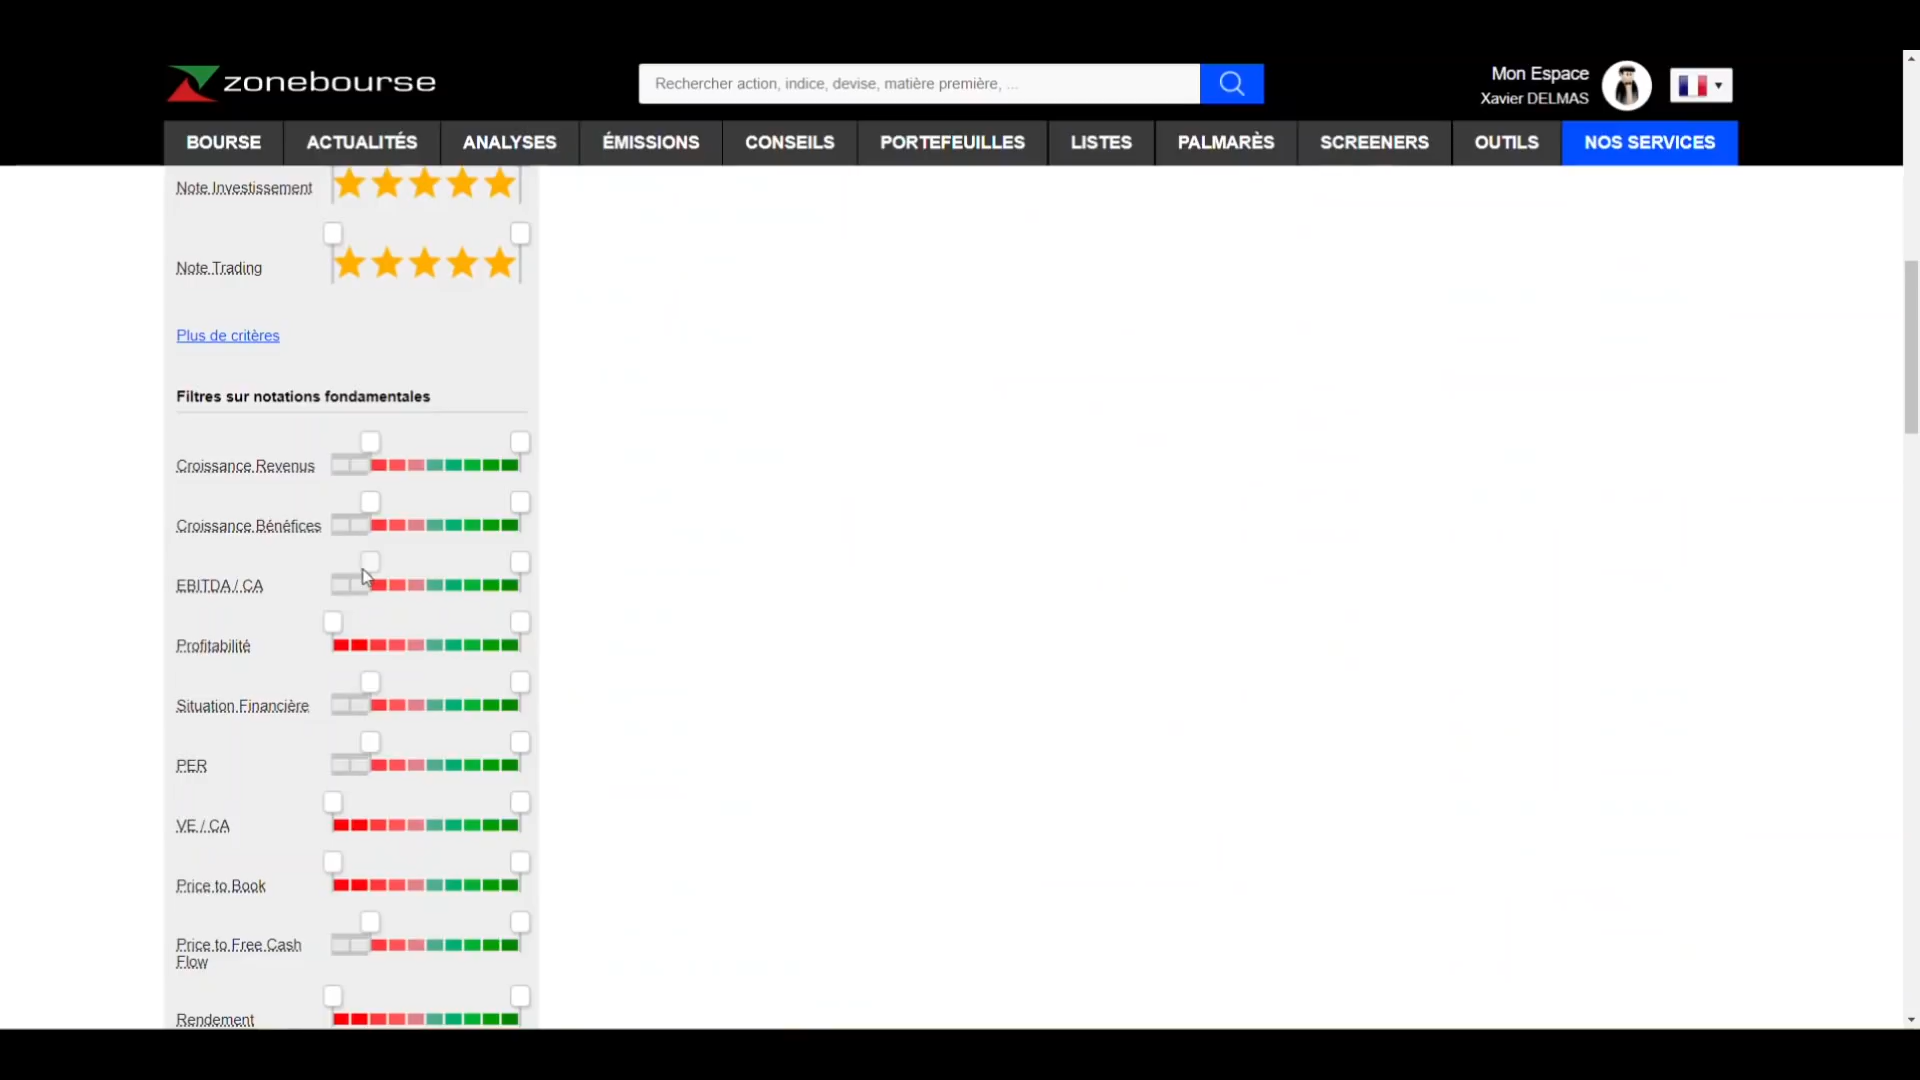 zonebourse
Rechercher action, indice, devise, matière première, ...
Mon Espace
Xavier DELMAS
BOURSE ACTUALITÉS ANALYSES ÉMISSIONS CONSEILS PORTEFEUILLES LISTES PALMARÈS SCREENERS OUTILS NOS SERVICES
Note Investissement
Note Trading
Plus de critères
Filtres sur notations fondamentales
Croissance Revenus
Croissance Bénéfices
EBITDA / CA
Profitabilité
Situation Financière
PER
VE / CA
Price to Book
Price to Free Cash
Flow
Rendement